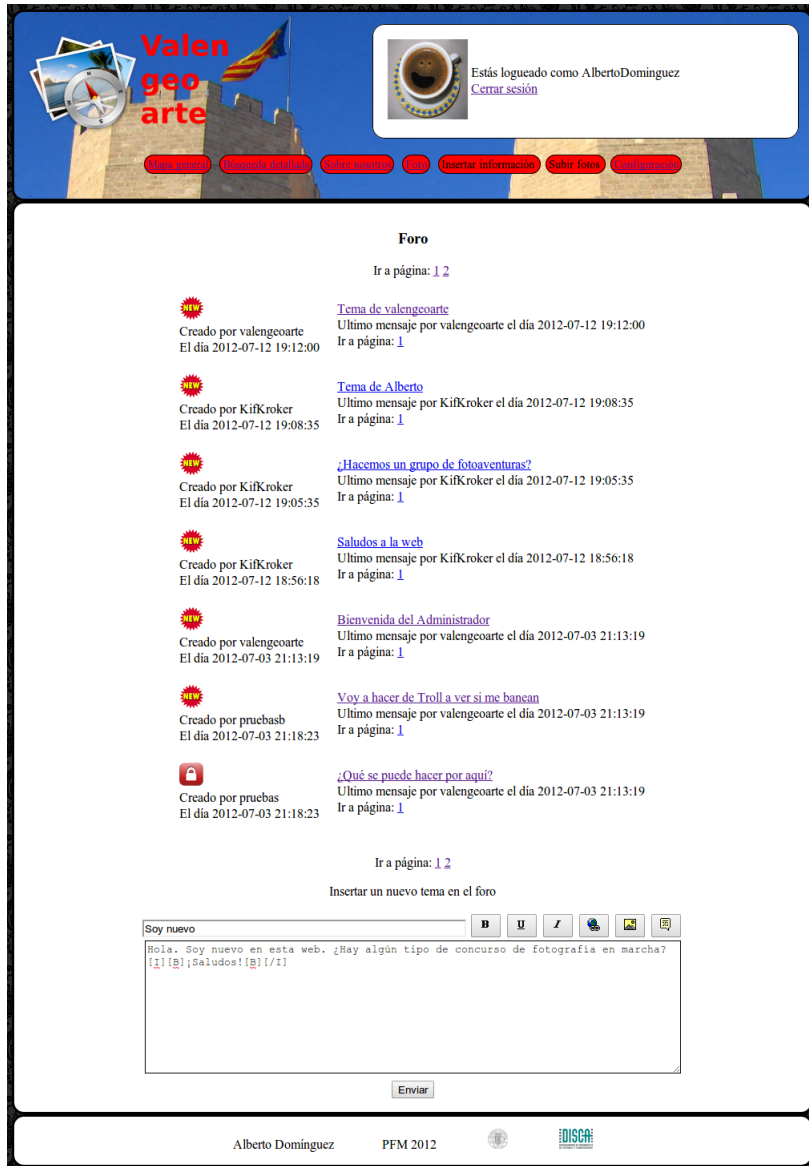 Valen
geo
arte
Estás logueado como AlbertoDominguez
Cerrar sesión
Mapa general Búsqueda detallada Sobre nosotros Foro Insertar información Subir fotos Configuración
Foro
Ir a página: 1 2
NEW
Creado por valengeoarte
El día 2012-07-12 19:12:00
Tema de valengeoarte
Ultimo mensaje por valengeoarte el día 2012-07-12 19:12:00
Ir a página: 1
NEW
Creado por KifKroker
El día 2012-07-12 19:08:35
Tema de Alberto
Ultimo mensaje por KifKroker el día 2012-07-12 19:08:35
Ir a página: 1
NEW
Creado por KifKroker
El día 2012-07-12 19:05:35
¿Hacemos un grupo de fotoaventuras?
Ultimo mensaje por KifKroker el día 2012-07-12 19:05:35
Ir a página: 1
NEW
Creado por KifKroker
El día 2012-07-12 18:56:18
Saludos a la web
Ultimo mensaje por KifKroker el día 2012-07-12 18:56:18
Ir a página: 1
NEW
Creado por valengeoarte
El día 2012-07-03 21:13:19
Bienvenida del Administrador
Ultimo mensaje por valengeoarte el día 2012-07-03 21:13:19
Ir a página: 1
NEW
Creado por pruebasb
El día 2012-07-03 21:18:23
Voy a hacer de Troll a ver si me banean
Ultimo mensaje por valengeoarte el día 2012-07-03 21:13:19
Ir a página: 1
Creado por pruebas
El día 2012-07-03 21:18:23
¿Qué se puede hacer por aquí?
Ultimo mensaje por valengeoarte el día 2012-07-03 21:13:19
Ir a página: 1
Ir a página: 1 2
Insertar un nuevo tema en el foro
Soy nuevo B U I
Hola. Soy nuevo en esta web. ¿Hay algún tipo de concurso de fotografía en marcha?
[I][B]¡Saludos![B][/I]
Enviar
Alberto Domínguez PFM 2012 DISCA